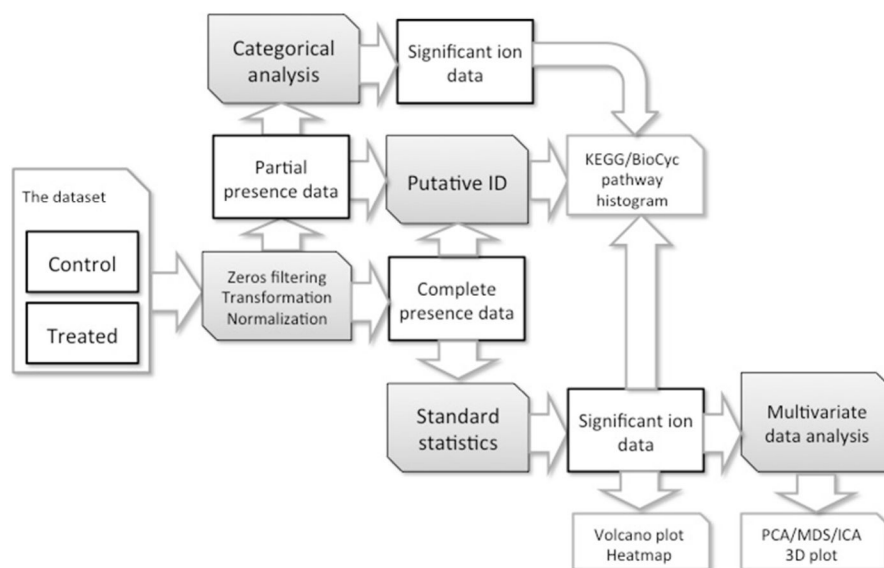 Categorical
analysis
Significant ion
data
Partial
presence data
Putative ID
KEGG/BioCyc
pathway
histogram
The dataset
Control
Treated
Zeros filtering
Transformation
Normalization
Complete
presence data
Standard
statistics
Significant ion
data
Multivariate
data analysis
Volcano plot
Heatmap
PCA/MDS/ICA
3D plot